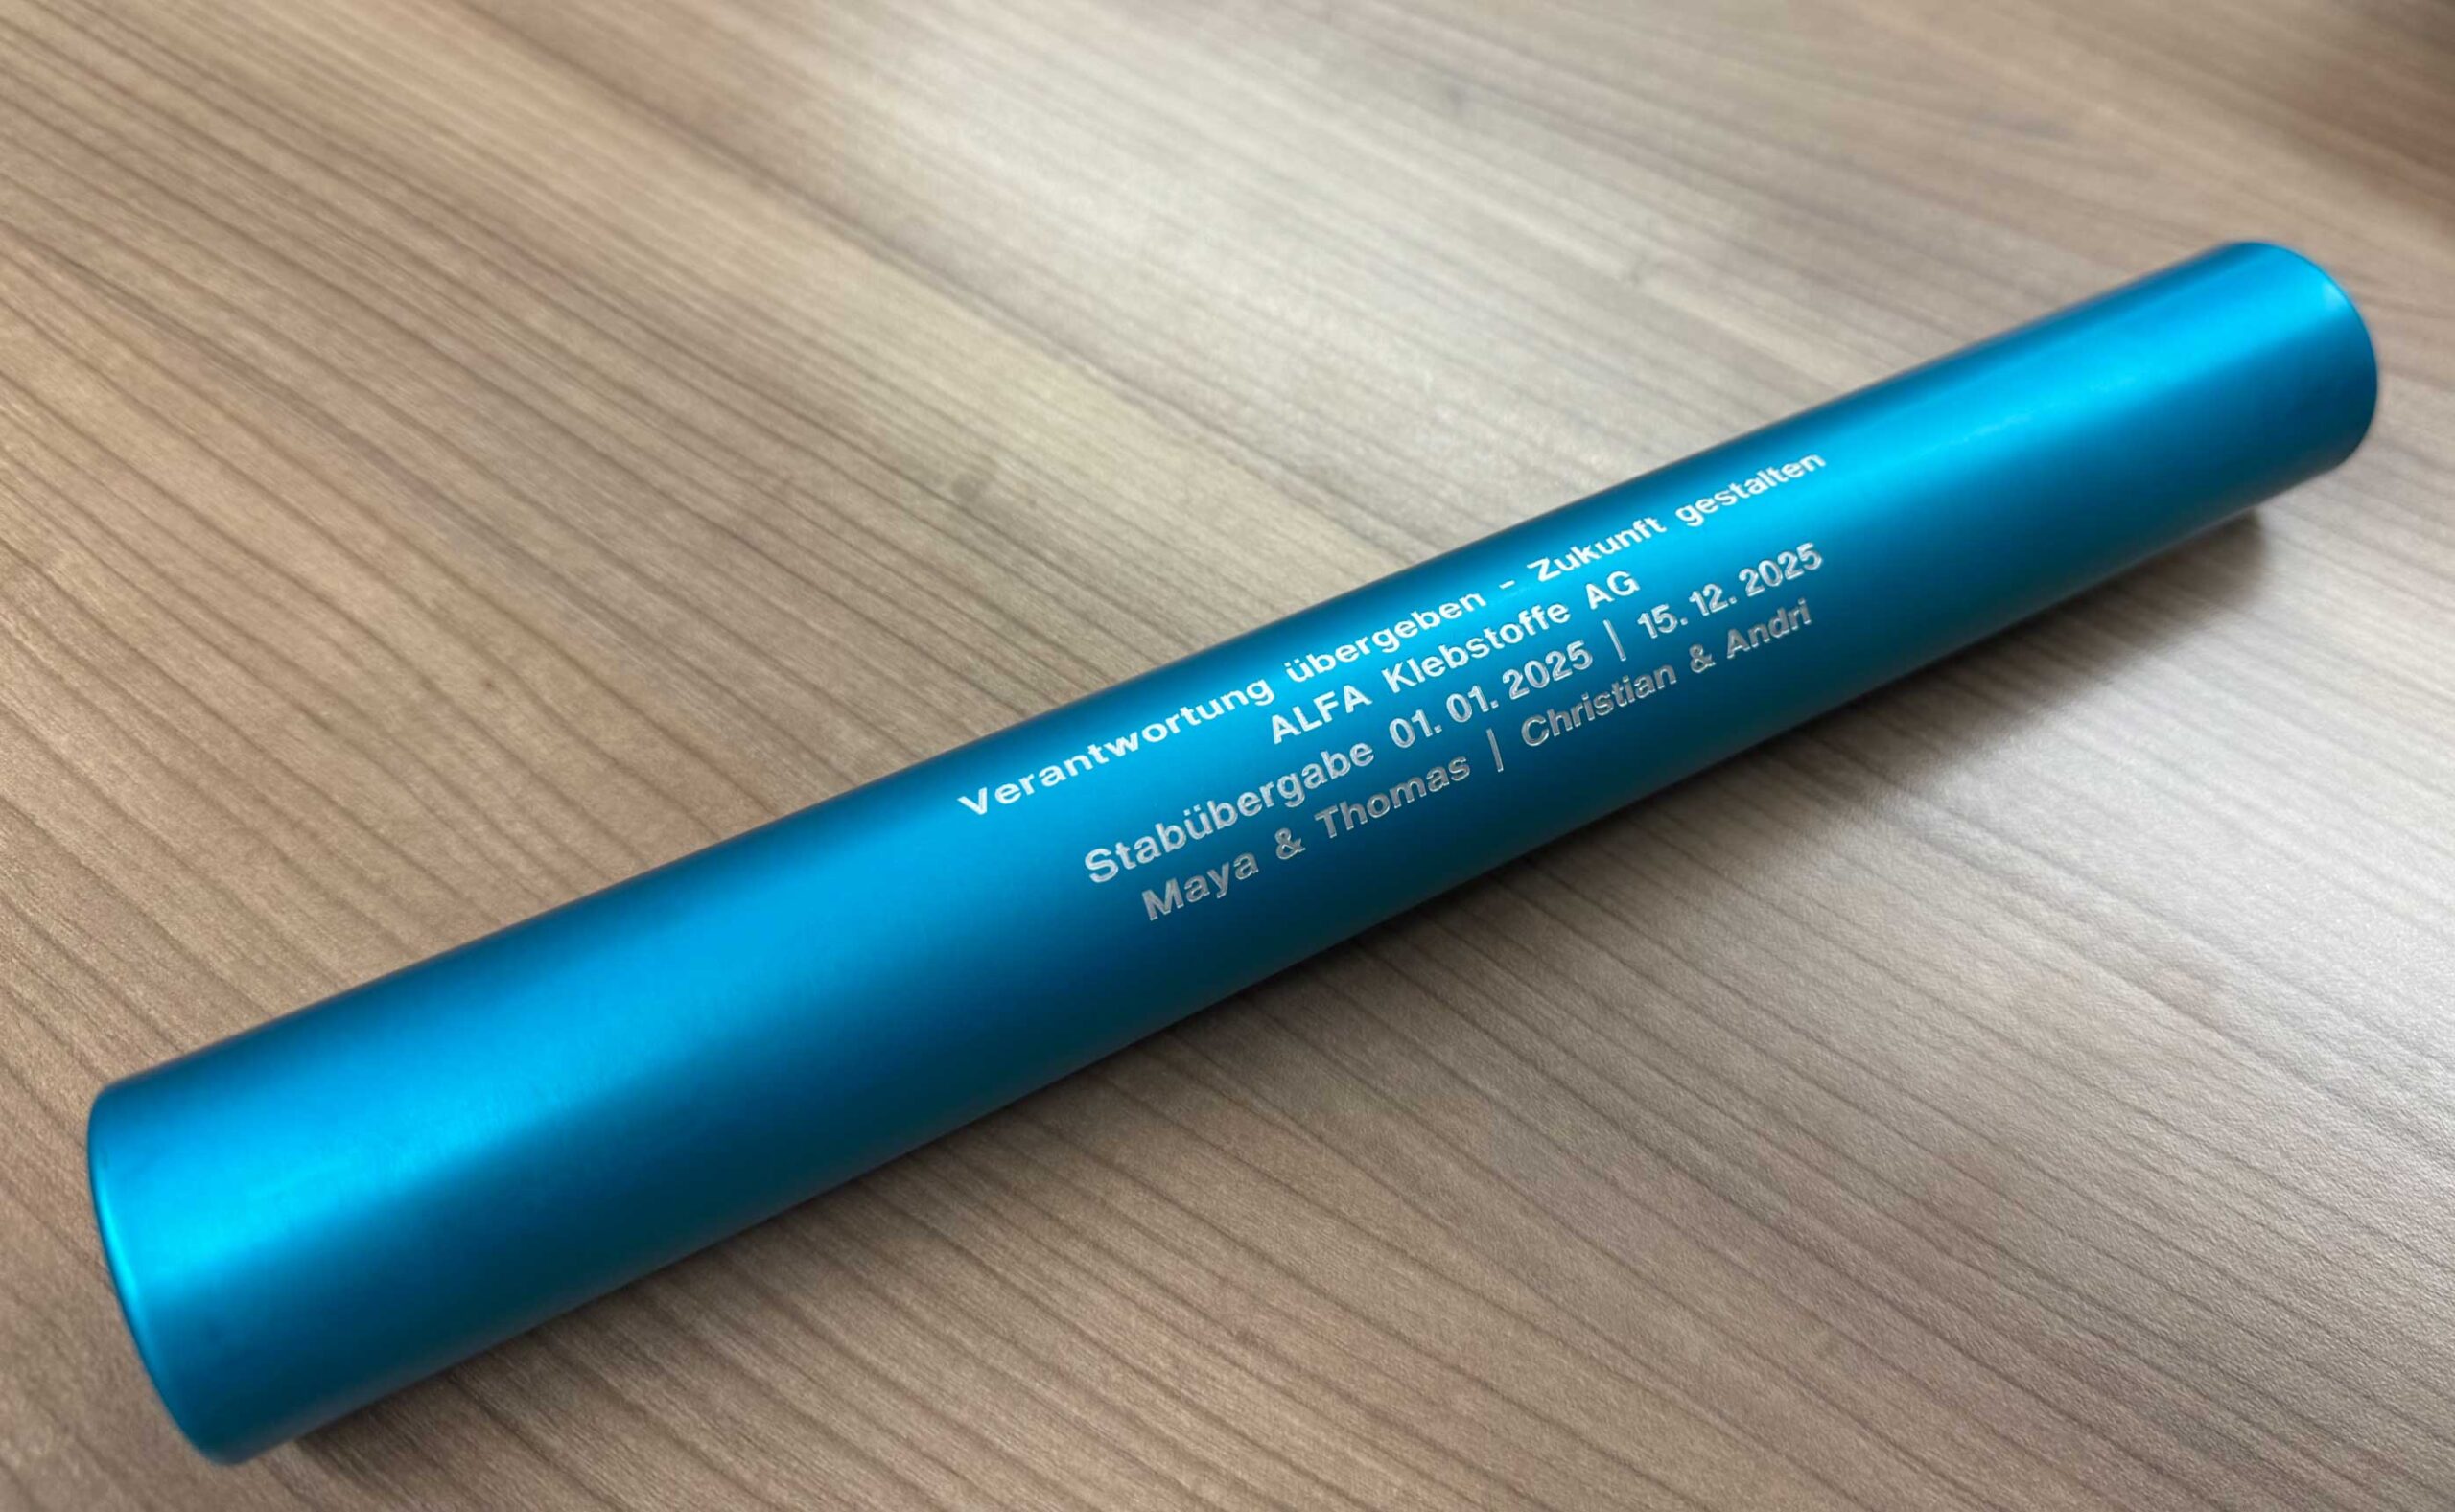 Verantwortung übergeben - Zukunft gestalten
ALFA Klebstoffe AG
Stabübergabe 01.01.2025 | 15.12.2025
Maya & Thomas | Christian & Andri